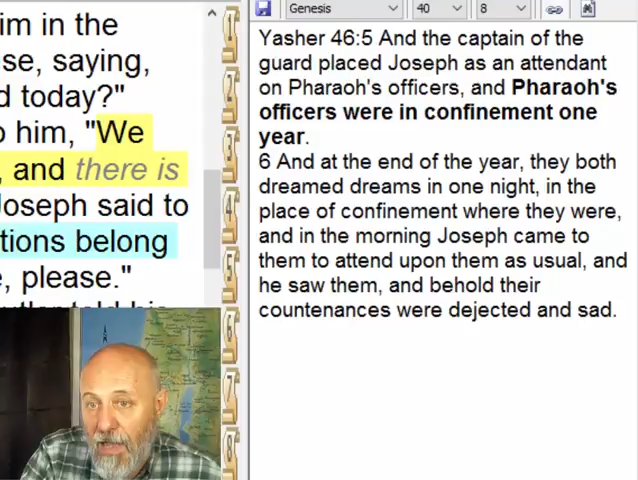 im in the
se, saying,
d today?"
o him, "We
, and there is
Joseph said to
tions belong
e, please."
Genesis 40 8
Yasher 46:5 And the captain of the
guard placed Joseph as an attendant
on Pharaoh's officers, and Pharaoh's
officers were in confinement one
year.
6 And at the end of the year, they both
dreamed dreams in one night, in the
place of confinement where they were,
and in the morning Joseph came to
them to attend upon them as usual, and
he saw them, and behold their
countenances were dejected and sad.